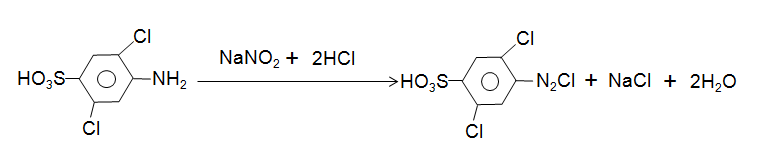 Cl Cl
NaNO₂ + 2HCl
HO₃S NH₂ HO₃S N₂Cl + NaCl + 2H₂O
Cl Cl